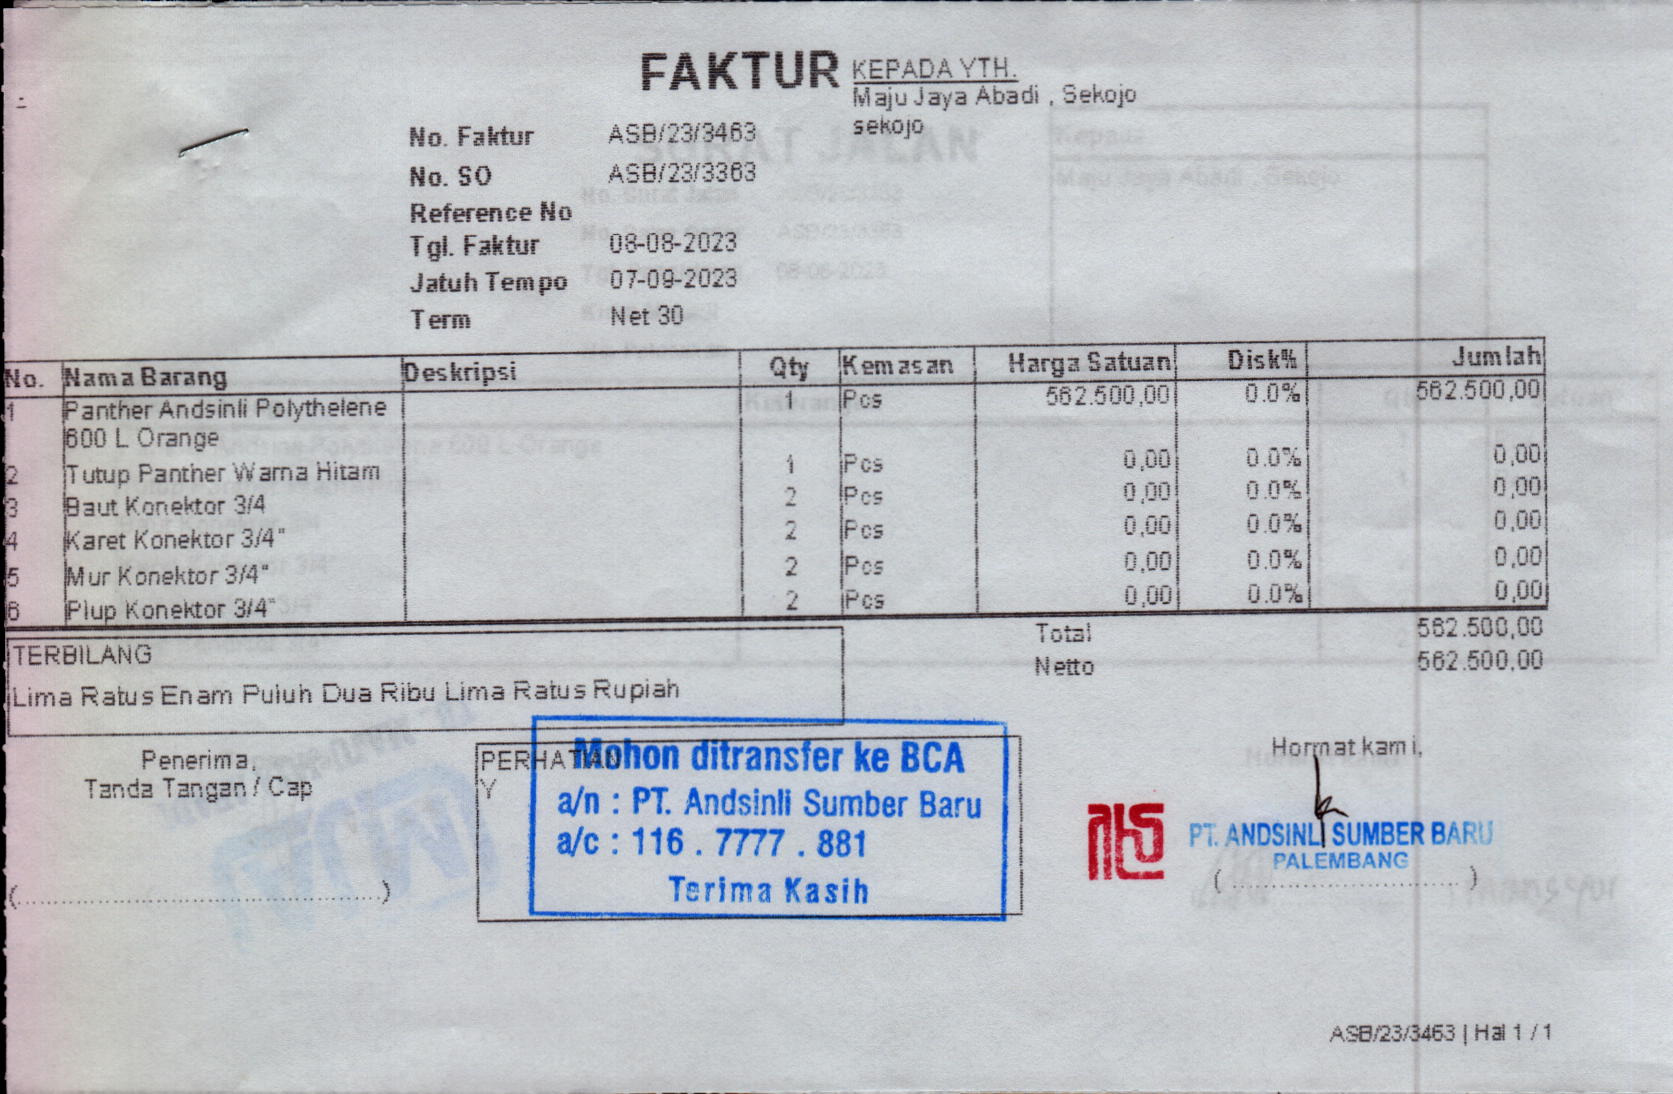 FAKTUR
KEPADA YTH.
Maju Jaya Abadi , Sekojo
sekojo
No. Faktur ASB/23/3463
No. SO ASB/23/3363
Reference No
Tgl. Faktur 08-08-2023
Jatuh Tempo 07-09-2023
Term Net 30
No. Nama Barang Deskripsi Qty Kemasan Harga Satuan Disk% Jumlah
1 Panther Andsinli Polythelene 1 Pcs 562.500,00 0.0% 562.500,00
600 L Orange
2 Tutup Panther Warna Hitam 1 Pcs 0,00 0.0% 0,00
3 Baut Konektor 3/4 2 Pcs 0,00 0.0% 0,00
4 Karet Konektor 3/4" 2 Pcs 0,00 0.0% 0,00
5 Mur Konektor 3/4" 2 Pcs 0,00 0.0% 0,00
6 Plup Konektor 3/4" 2 Pcs 0,00 0.0% 0,00
Total 562.500,00
Netto 562.500,00
TERBILANG
Lima Ratus Enam Puluh Dua Ribu Lima Ratus Rupiah
Penerima,
Tanda Tangan / Cap
(....................................)
PERHATIAN
Y
Mohon ditransfer ke BCA
a/n : PT. Andsinli Sumber Baru
a/c : 116 . 7777 . 881
Terima Kasih
Hormat kami,
PT. ANDSINLI SUMBER BARU
PALEMBANG
(........................)
ASB/23/3463 | Hal 1 / 1